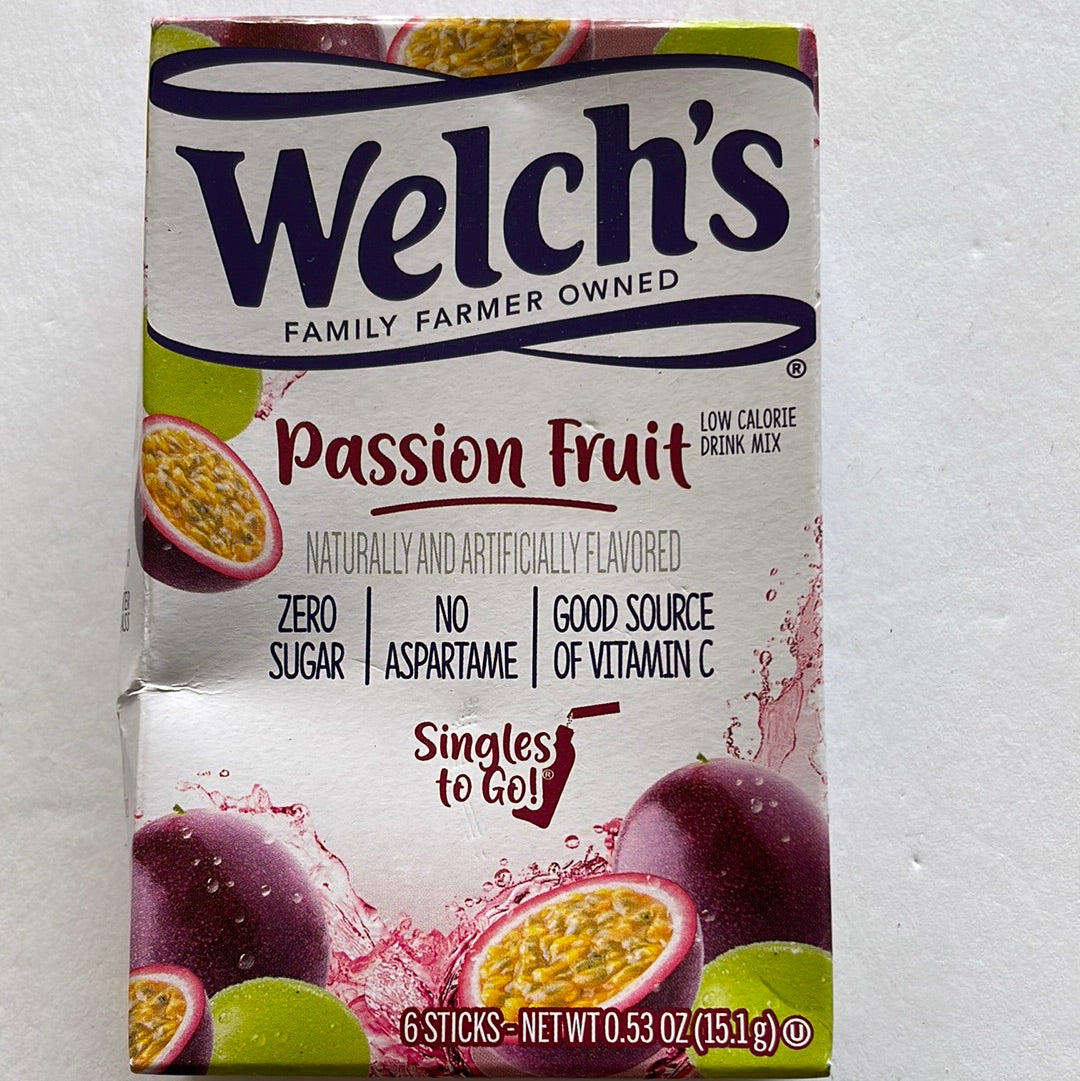 Welch's
FAMILY FARMER OWNED
®
Passion Fruit
LOW CALORIE
DRINK MIX
NATURALLY AND ARTIFICIALLY FLAVORED
ZERO
SUGAR
NO
ASPARTAME
GOOD SOURCE
OF VITAMIN C
Singles
to Go!®
6 STICKS - NET WT 0.53 OZ (15.1 g) U